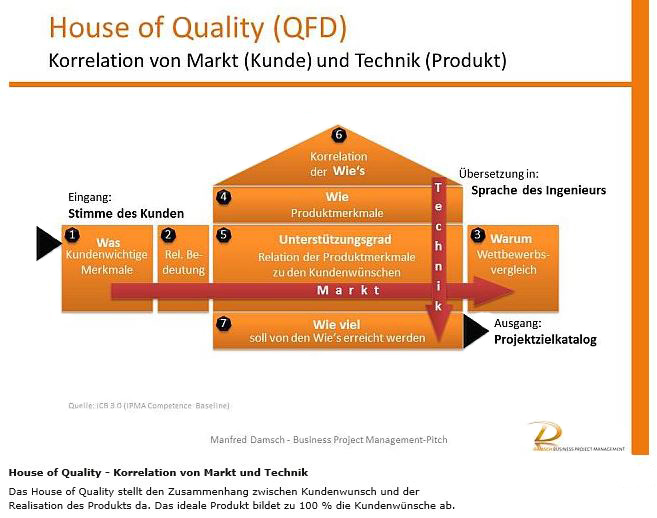 House of Quality (QFD)
Korrelation von Markt (Kunde) und Technik (Produkt)
6
Korrelation
der Wie's
Übersetzung in:
Sprache des Ingenieurs
Eingang:
Stimme des Kunden
4
Wie
Produktmerkmale
1
Was
Kundenwichtige
Merkmale
2
Rel. Be-
deutung
5
Unterstützungsgrad
Relation der Produktmerkmale
zu den Kundenwünschen
3
Warum
Wettbewerbs-
vergleich
Markt
Technik
7
Wie viel
soll von den Wie's erreicht werden
Ausgang:
Projektzielkatalog
Quelle: ICB 3.0 (IPMA Competence Baseline)
Manfred Damsch - Business Project Management-Pitch
DAMSCH BUSINESS PROJECT MANAGEMENT
House of Quality - Korrelation von Markt und Technik
Das House of Quality stellt den Zusammenhang zwischen Kundenwunsch und der
Realisation des Produkts da. Das ideale Produkt bildet zu 100 % die Kundenwünsche ab.